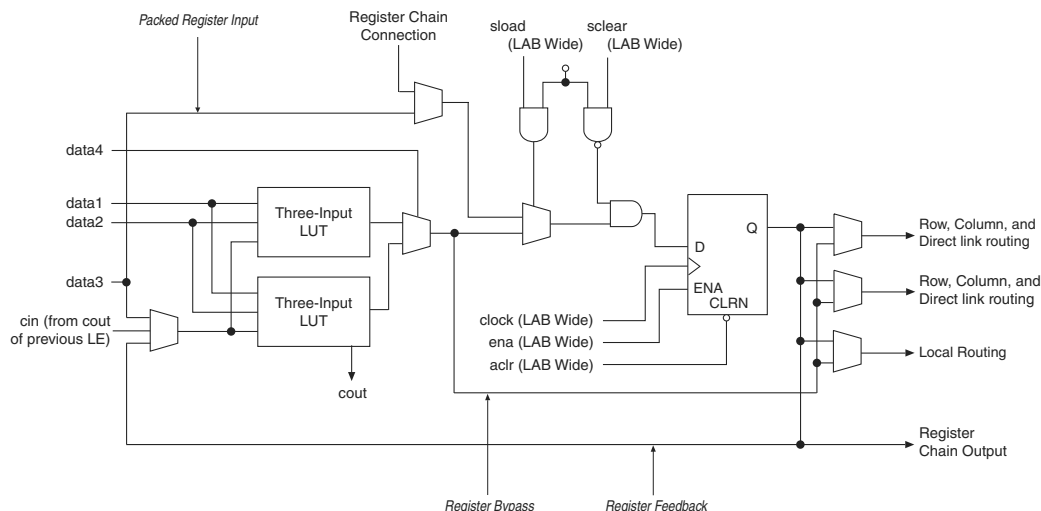 Packed Register Input
Register Chain
Connection
sload
(LAB Wide)
sclear
(LAB Wide)
data4
data1
data2
Three-Input
LUT
data3
Three-Input
LUT
cin (from cout
of previous LE)
cout
Q
D
ENA
CLRN
clock (LAB Wide)
ena (LAB Wide)
aclr (LAB Wide)
Row, Column, and
Direct link routing
Row, Column, and
Direct link routing
Local Routing
Register
Chain Output
Register Bypass
Register Feedback